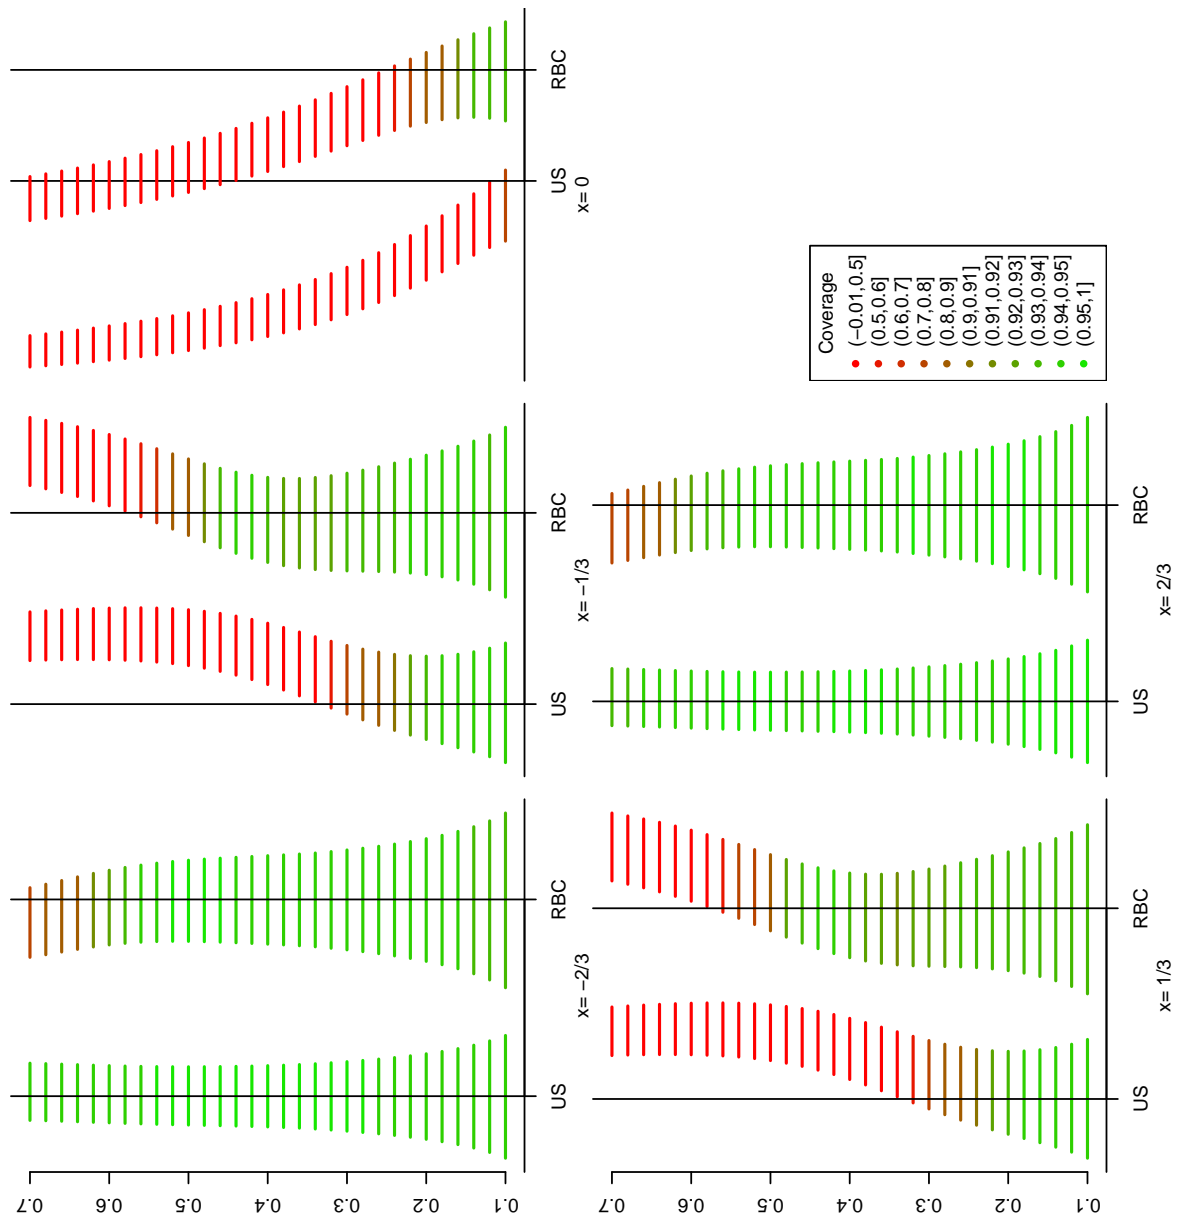 0.7
0.6
0.5
0.4
0.3
0.2
0.1
US RBC
x= −2/3
US RBC
x= −1/3
US RBC
x= 0
0.7
0.6
0.5
0.4
0.3
0.2
0.1
US RBC
x= 1/3
US RBC
x= 2/3
Coverage
(−0.01,0.5]
(0.5,0.6]
(0.6,0.7]
(0.7,0.8]
(0.8,0.9]
(0.9,0.91]
(0.91,0.92]
(0.92,0.93]
(0.93,0.94]
(0.94,0.95]
(0.95,1]